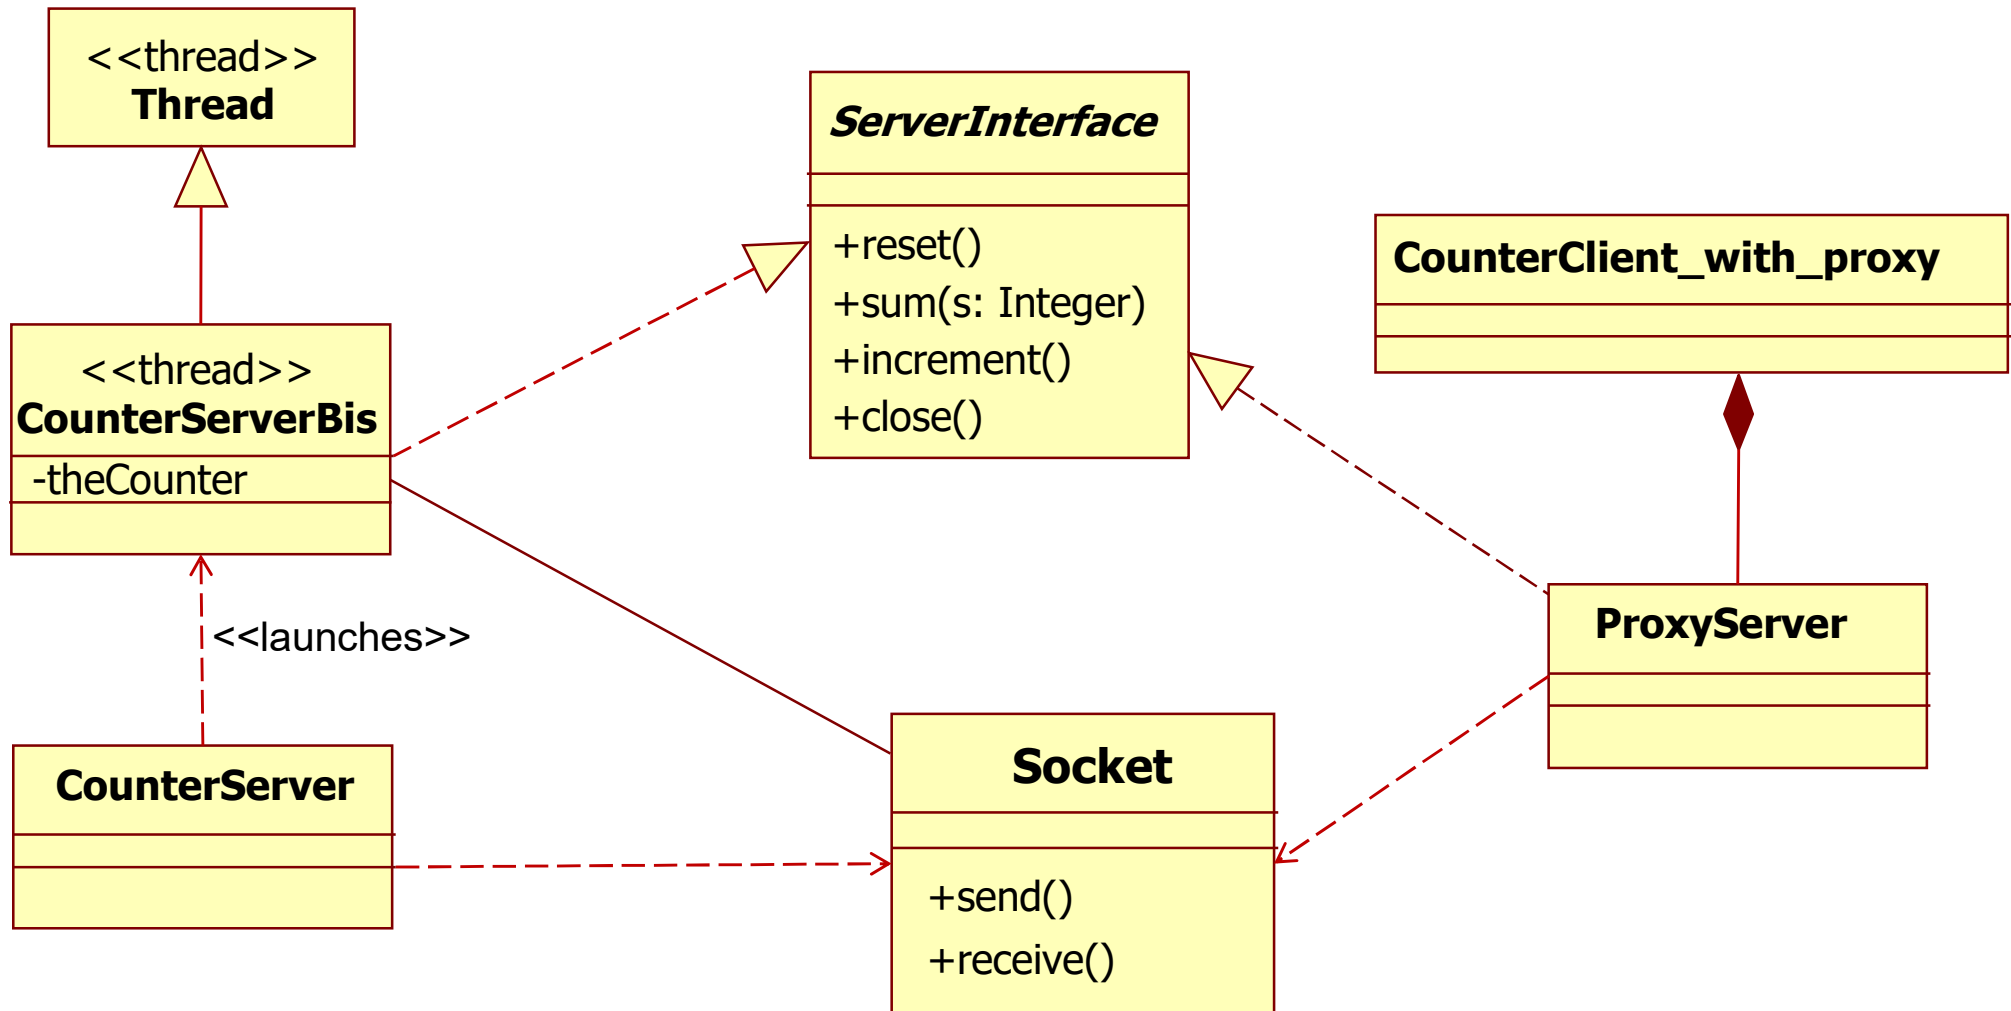 <<thread>>
Thread
ServerInterface
+reset()
+sum(s: Integer)
+increment()
+close()
CounterClient_with_proxy
<<thread>>
CounterServerBis
-theCounter
<<launches>>
ProxyServer
CounterServer
Socket
+send()
+receive()